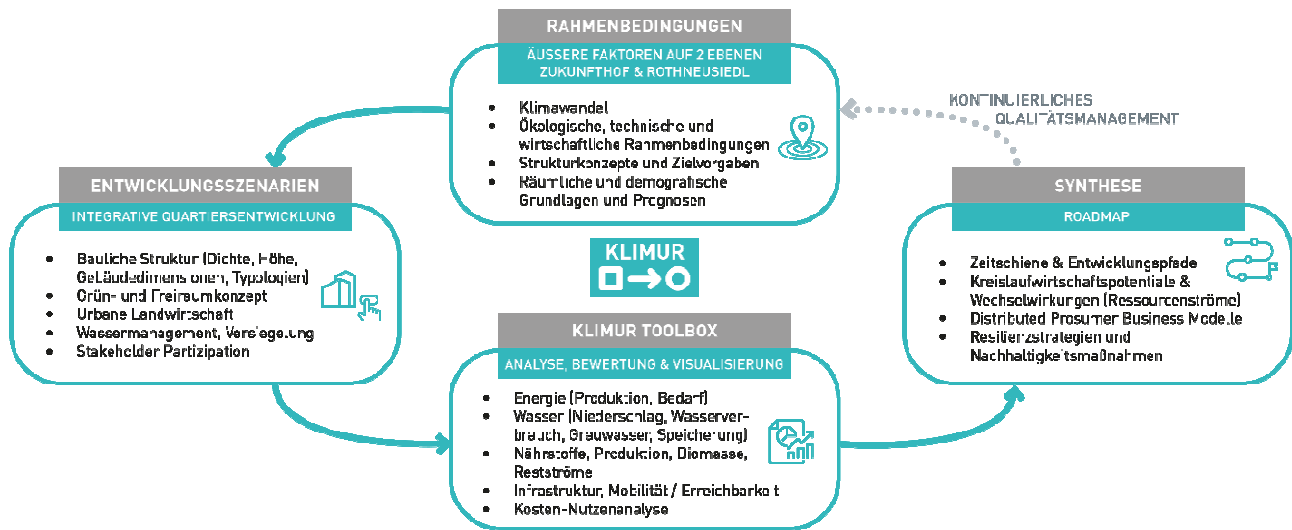 RAHMENBEDINGUNGEN
ÄUSSERE FAKTOREN AUF 2 EBENEN
ZUKUNFTHOF & ROTHNEUSIEDL
• Klimawandel
• Ökologische, technische und
wirtschaftliche Rahmenbedingungen
• Strukturkonzepte und Zielvorgaben
• Räumliche und demografische
Grundlagen und Prognosen
KONTINUIERLICHES
QUALITÄTSMANAGEMENT
ENTWICKLUNGSSZENARIEN
INTEGRATIVE QUARTIERSENTWICKLUNG
• Bauliche Struktur (Dichte, Höhe,
Gebäudedimensionen, Typologien)
• Grün- und Freiraumkonzept
• Urbane Landwirtschaft
• Wassermanagement, Versiegelung
• Stakeholder Partizipation
KLIMUR
KLIMUR TOOLBOX
ANALYSE, BEWERTUNG & VISUALISIERUNG
• Energie (Produktion, Bedarf)
• Wasser (Niederschlag, Wasserver-
brauch, Grauwasser, Speicherung)
• Nährstoffe, Produktion, Biomasse,
Restströme
• Infrastruktur, Mobilität / Erreichbarkeit
• Kosten-Nutzenanalyse
SYNTHESE
ROADMAP
• Zeitschiene & Entwicklungspfade
• Kreislaufwirtschaftspotentiale &
Wechselwirkungen (Ressourcenströme)
• Distributed Prosumer Business Modelle
• Resilienzstrategien und
Nachhaltigkeitsmaßnahmen